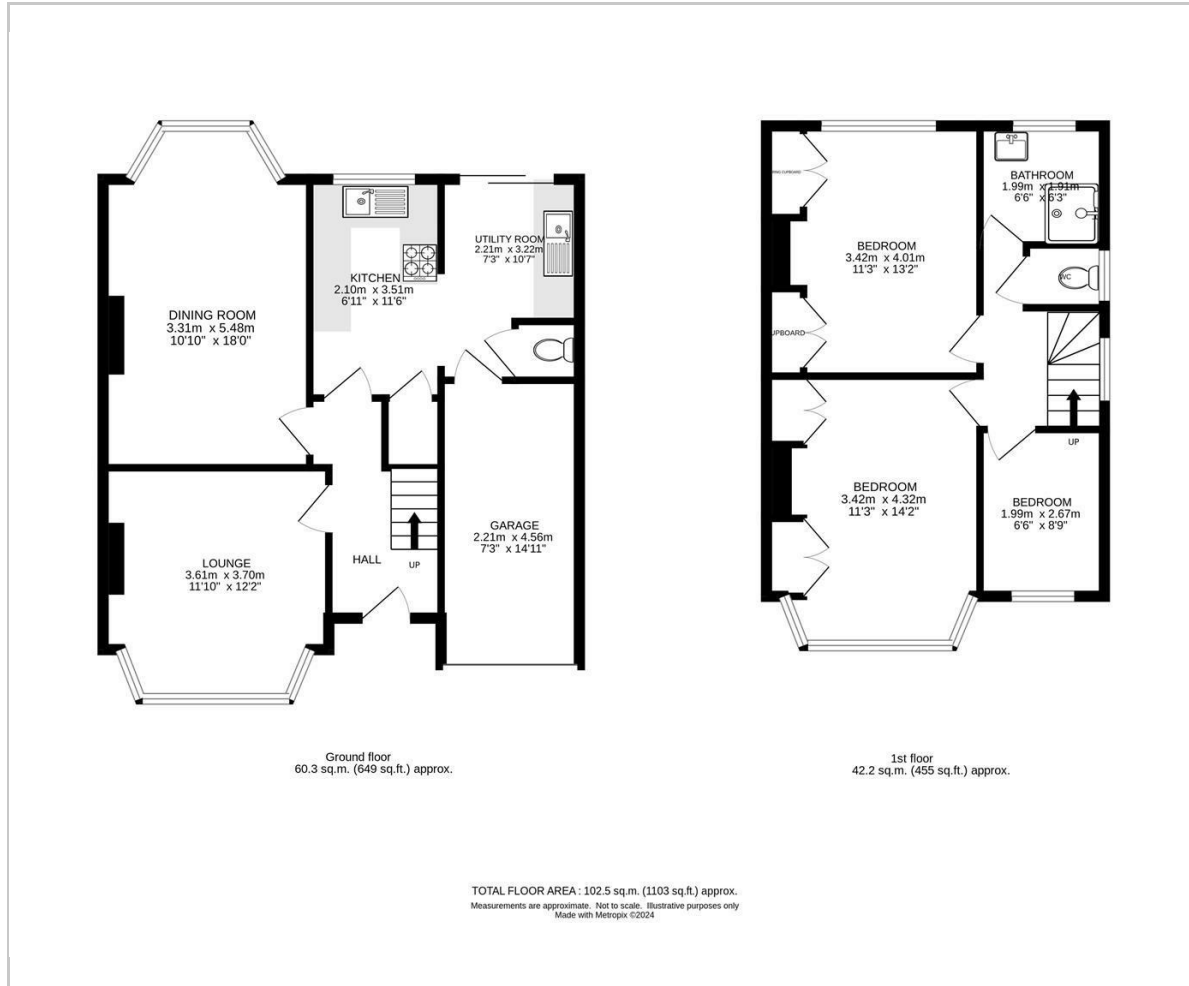 DINING ROOM
3.31m x 5.48m
10'10" x 18'0"
KITCHEN
2.10m x 3.51m
6'11" x 11'6"
UTILITY ROOM
2.21m x 3.22m
7'3" x 10'7"
LOUNGE
3.61m x 3.70m
11'10" x 12'2"
HALL
UP
GARAGE
2.21m x 4.56m
7'3" x 14'11"
Ground floor
60.3 sq.m. (649 sq.ft.) approx.
CUPBOARD
BEDROOM
3.42m x 4.01m
11'3" x 13'2"
BATHROOM
1.99m x 1.91m
6'6" x 6'3"
WC
UPBOARD
UP
BEDROOM
3.42m x 4.32m
11'3" x 14'2"
BEDROOM
1.99m x 2.67m
6'6" x 8'9"
1st floor
42.2 sq.m. (455 sq.ft.) approx.
TOTAL FLOOR AREA : 102.5 sq.m. (1103 sq.ft.) approx.
Measurements are approximate. Not to scale. Illustrative purposes only
Made with Metropix ©2024